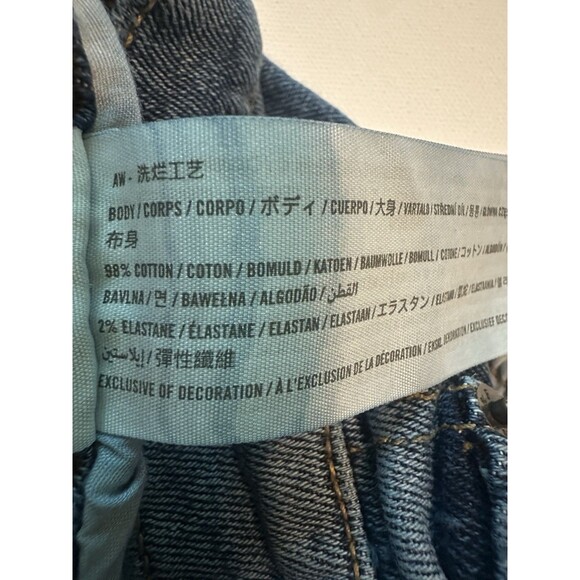 AW - 洗烂工艺
BODY / CORPS / CORPO / ボディ / CUERPO / 大身 / VARTALO / STŘEDNÍ DÍL /
布身
98% COTTON / COTON / BOMULD / KATOEN / BAUMWOLLE / BOMULL / COTONE / コットン / ALGODÓN /
BAVLNA / 면 / BAWEŁNA / ALGODÃO / القطن /
2% ELASTANE / ÉLASTANE / ELASTAN / ELASTAAN / エラスタン / ELASTANO /
إيلاستين / 彈性纖維
EXCLUSIVE OF DECORATION / À L'EXCLUSION DE LA DÉCORATION / EXKL. DEKORATION / EXCLUSIEF